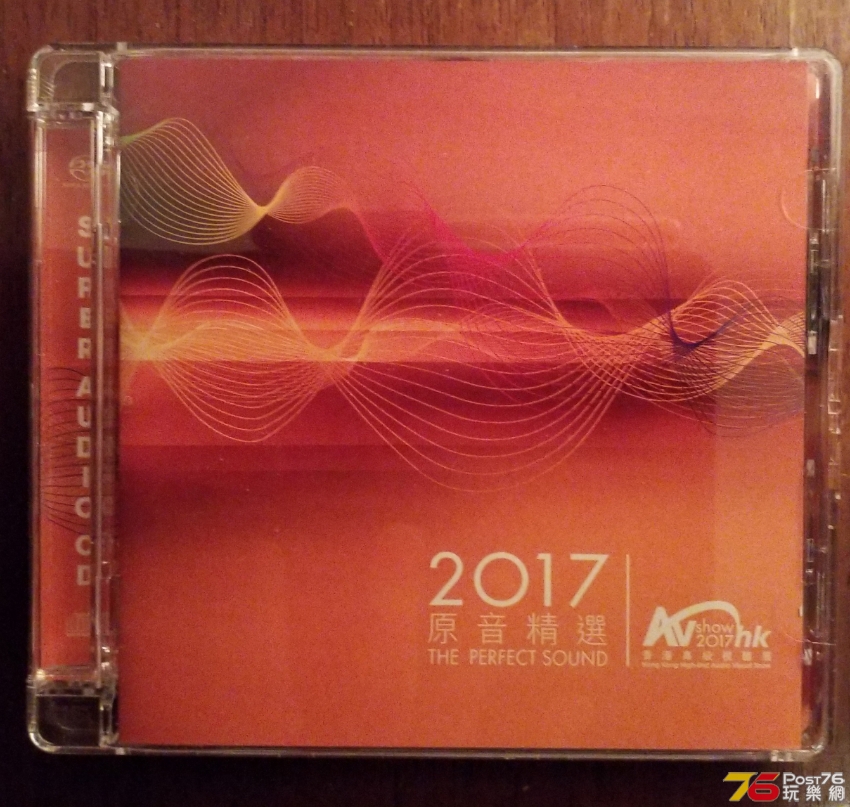 SUPER AUDIO CD
2017
原音精選
THE PERFECT SOUND
AV show 2017 hk
香港高級視聽展
Hong Kong High-End Audio Visual Show
Post76
玩樂網